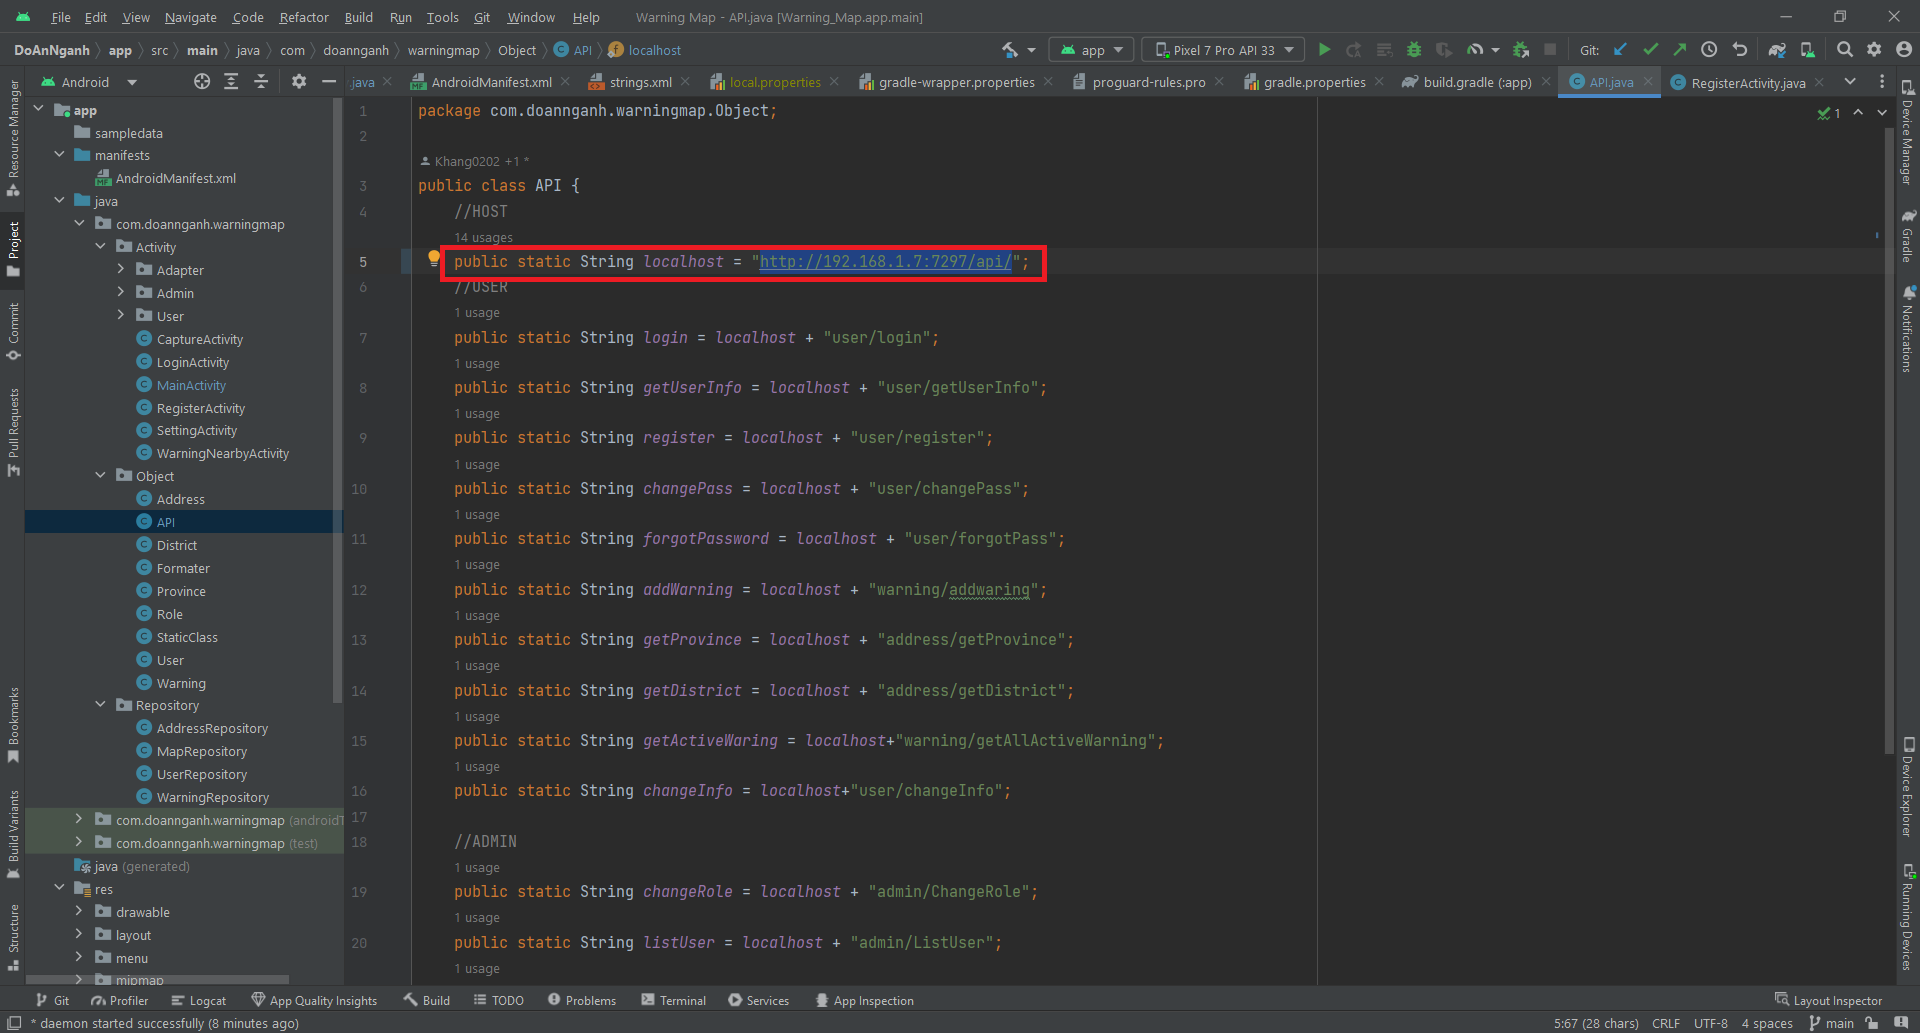 File Edit View Navigate Code Refactor Build Run Tools Git Window Help Warning Map - API.java [Warning_Map.app.main]
DoAnNganh app src main java com doannganh warningmap Object API localhost app Pixel 7 Pro API 33 Git:
Android java AndroidManifest.xml strings.xml local.properties gradle-wrapper.properties proguard-rules.pro gradle.properties build.gradle (:app) API.java RegisterActivity.java
Resource Manager
Project
Commit
Pull Requests
Bookmarks
Build Variants
Structure
app
sampledata
manifests
AndroidManifest.xml
java
com.doannganh.warningmap
Activity
Adapter
Admin
User
CaptureActivity
LoginActivity
MainActivity
RegisterActivity
SettingActivity
WarningNearbyActivity
Object
Address
API
District
Formater
Province
Role
StaticClass
User
Warning
Repository
AddressRepository
MapRepository
UserRepository
WarningRepository
com.doannganh.warningmap (androidT
com.doannganh.warningmap (test)
java (generated)
res
drawable
layout
menu
mipmap
1 package com.doannganh.warningmap.Object;
2
Khang0202 +1 *
3 public class API {
4 //HOST
14 usages
5 public static String localhost = "http://192.168.1.7:7297/api/";
6 //USER
1 usage
7 public static String login = localhost + "user/login";
1 usage
8 public static String getUserInfo = localhost + "user/getUserInfo";
1 usage
9 public static String register = localhost + "user/register";
1 usage
10 public static String changePass = localhost + "user/changePass";
1 usage
11 public static String forgotPassword = localhost + "user/forgotPass";
1 usage
12 public static String addWarning = localhost + "warning/addwaring";
1 usage
13 public static String getProvince = localhost + "address/getProvince";
1 usage
14 public static String getDistrict = localhost + "address/getDistrict";
1 usage
15 public static String getActiveWaring = localhost+"warning/getAllActiveWarning";
1 usage
16 public static String changeInfo = localhost+"user/changeInfo";
17
18 //ADMIN
1 usage
19 public static String changeRole = localhost + "admin/ChangeRole";
1 usage
20 public static String listUser = localhost + "admin/ListUser";
1 usage
1
Device Manager
Gradle
Notifications
Device Explorer
Running Devices
Git Profiler Logcat App Quality Insights Build TODO Problems Terminal Services App Inspection Layout Inspector
* daemon started successfully (8 minutes ago) 5:67 (28 chars) CRLF UTF-8 4 spaces main